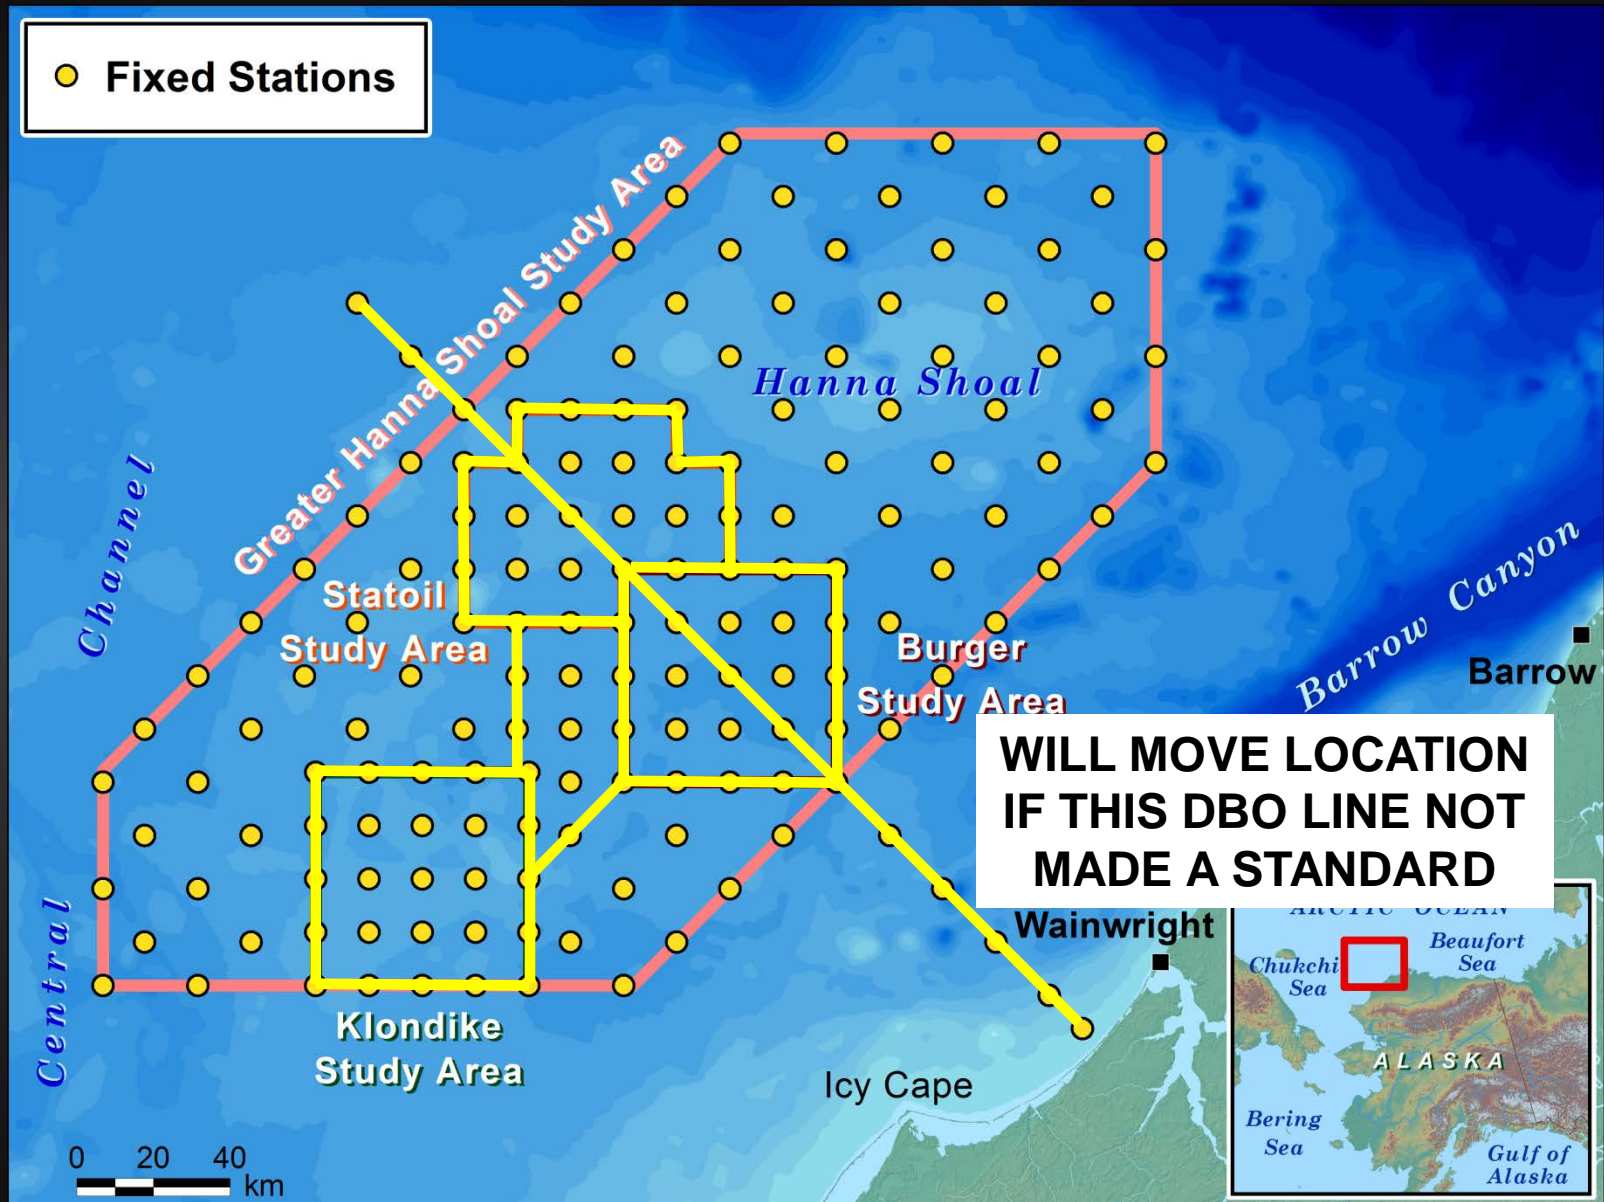 Fixed Stations
Greater Hanna Shoal Study Area
Hanna Shoal
Channel
Statoil
Study Area
Burger
Study Area
Barrow Canyon
Barrow
WILL MOVE LOCATION
IF THIS DBO LINE NOT
MADE A STANDARD
Central
Wainwright
Klondike
Study Area
Icy Cape
ARCTIC OCEAN
Beaufort
Sea
Chukchi
Sea
ALASKA
Bering
Sea
Gulf of
Alaska
0 20 40
km